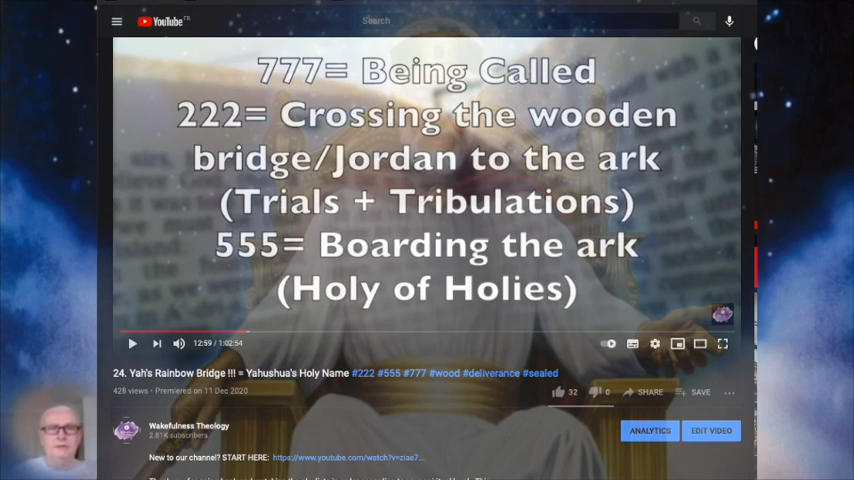 YouTube FR
Search
777= Being Called
222= Crossing the wooden
bridge/Jordan to the ark
(Trials + Tribulations)
555= Boarding the ark
(Holy of Holies)
12:59 / 1:02:54
24. Yah's Rainbow Bridge !!! = Yahushua's Holy Name #222 #555 #777 #wood #deliverance #sealed
428 views • Premiered on 11 Dec 2020
32
0
SHARE
SAVE
Wakefulness Theology
2.81K subscribers
ANALYTICS
EDIT VIDEO
New to our channel? START HERE: https://www.youtube.com/watch?v=ziae7...